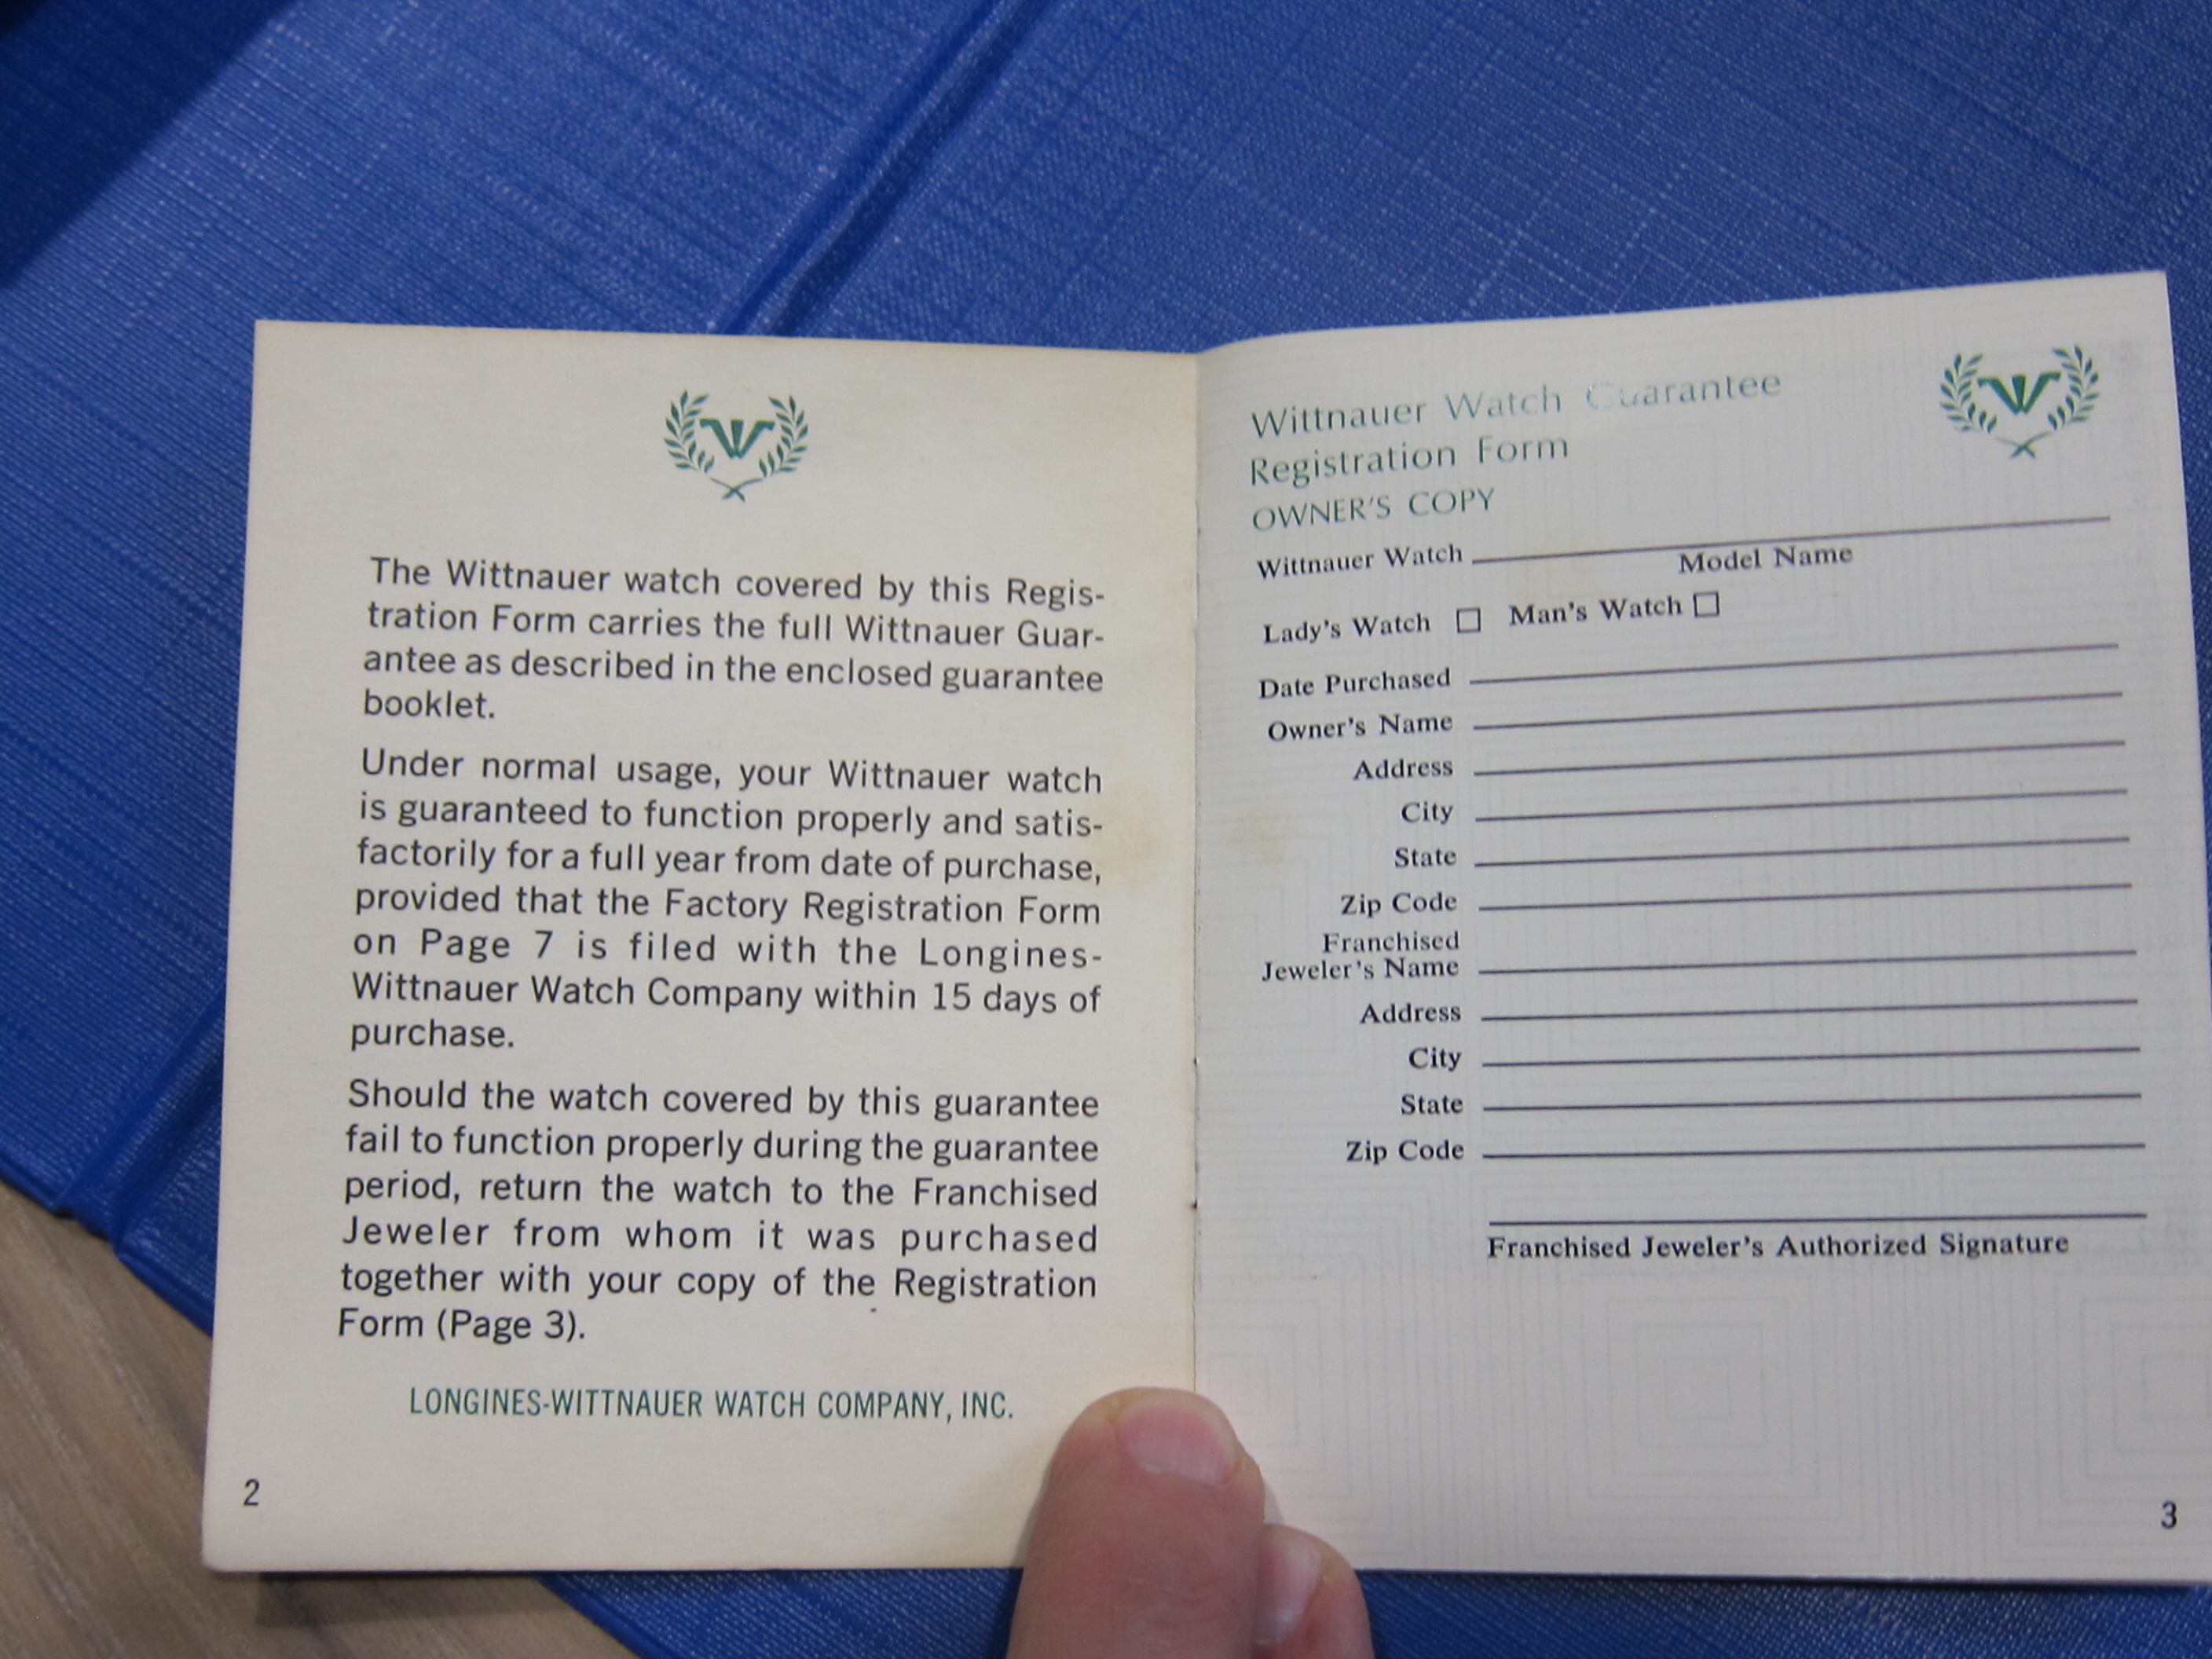 The Wittnauer watch covered by this Regis-
tration Form carries the full Wittnauer Guar-
antee as described in the enclosed guarantee
booklet.
Under normal usage, your Wittnauer watch
is guaranteed to function properly and satis-
factorily for a full year from date of purchase,
provided that the Factory Registration Form
on Page 7 is filed with the Longines-
Wittnauer Watch Company within 15 days of
purchase.
Should the watch covered by this guarantee
fail to function properly during the guarantee
period, return the watch to the Franchised
Jeweler from whom it was purchased
together with your copy of the Registration
Form (Page 3).
LONGINES-WITTNAUER WATCH COMPANY, INC.
2
Wittnauer Watch Guarantee
Registration Form
OWNER'S COPY
W
Wittnauer Watch
Model Name
Lady's Watch Man's Watch
Date Purchased
Owner's Name
Address
City
State
Zip Code
Franchised
Jeweler's Name
Address
City
State
Zip Code
Franchised Jeweler's Authorized Signature
3